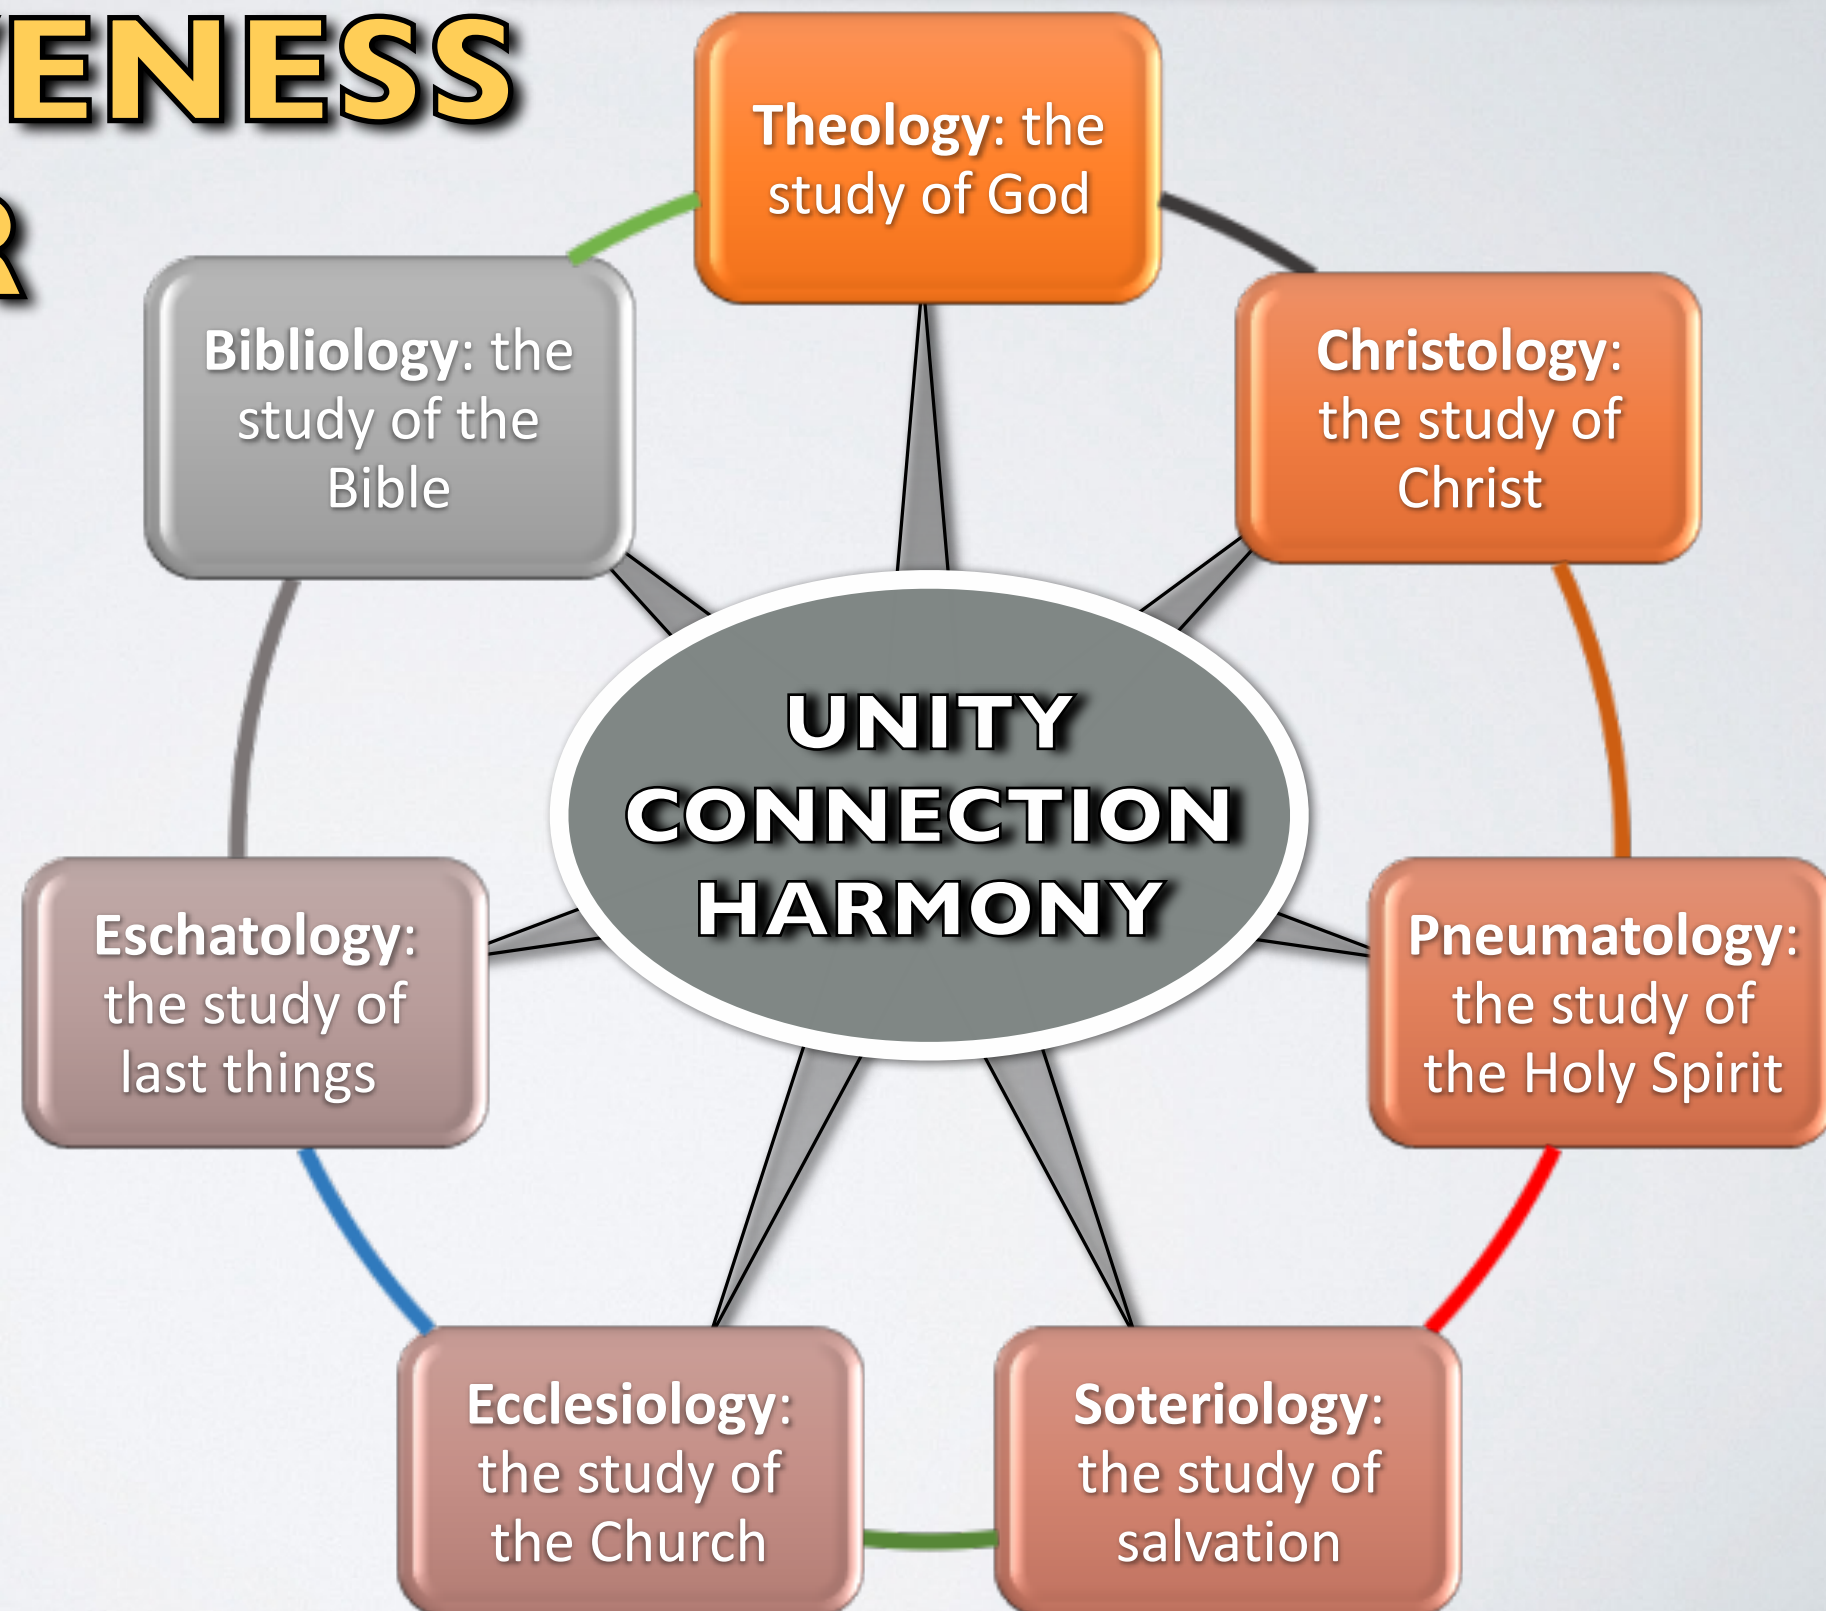 Theology: the
study of God
Christology:
the study of
Christ
Pneumatology:
the study of
the Holy Spirit
Soteriology:
the study of
salvation
Ecclesiology:
the study of
the Church
Eschatology:
the study of
last things
Bibliology: the
study of the
Bible
UNITY
CONNECTION
HARMONY